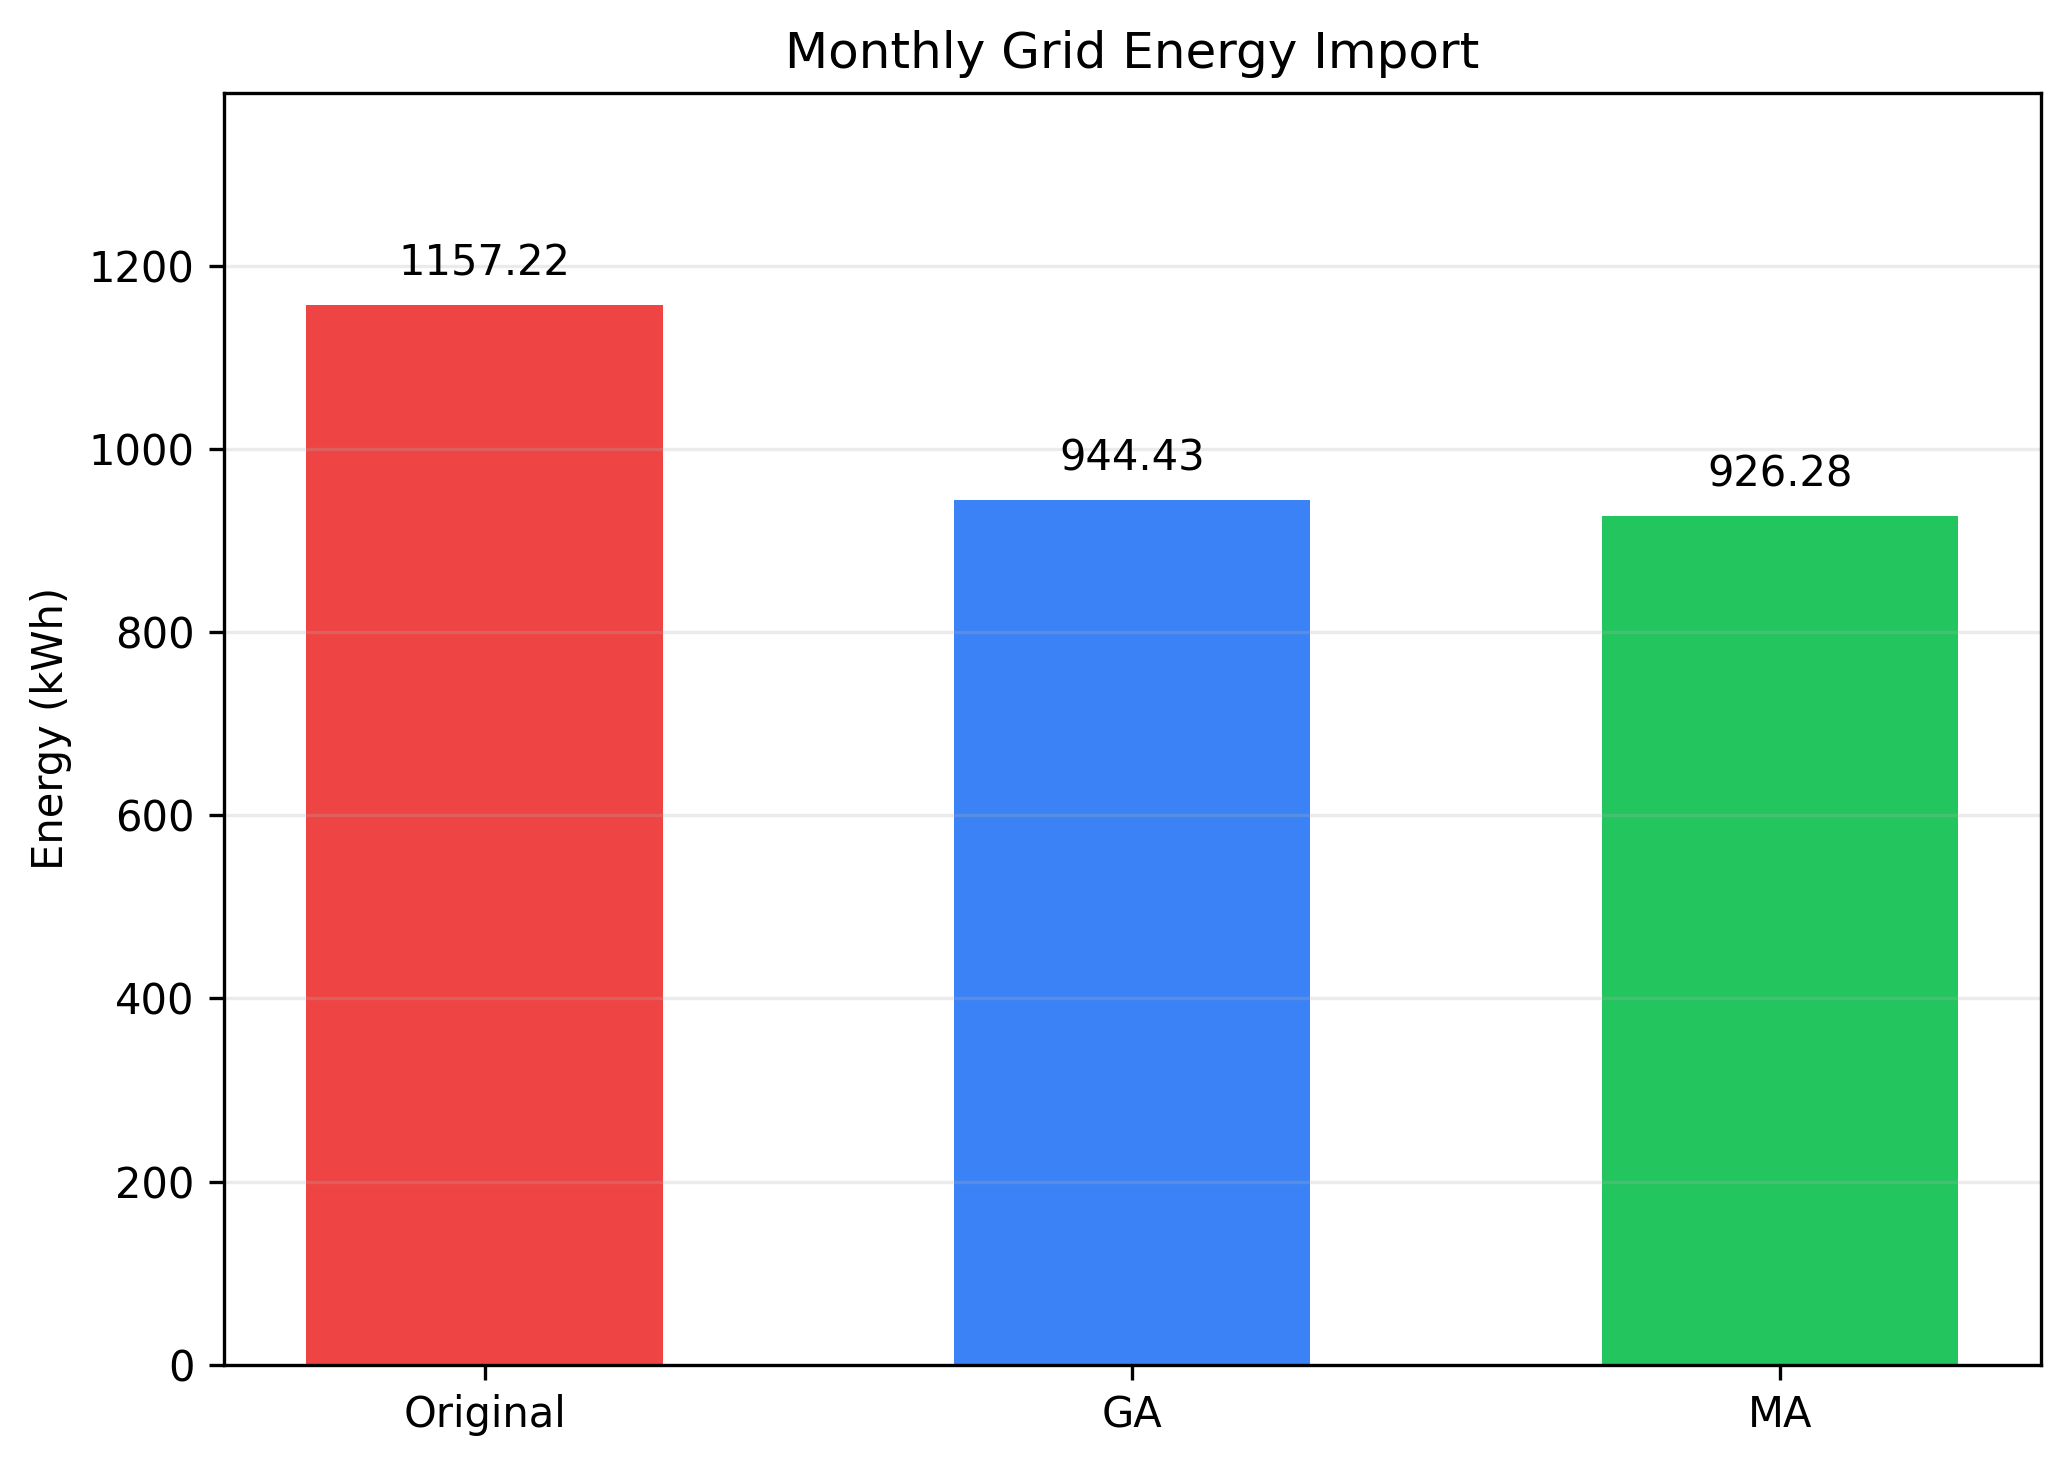 Monthly Grid Energy Import
Energy (kWh)
1200
1000
800
600
400
200
0
1157.22
944.43
926.28
Original
GA
MA